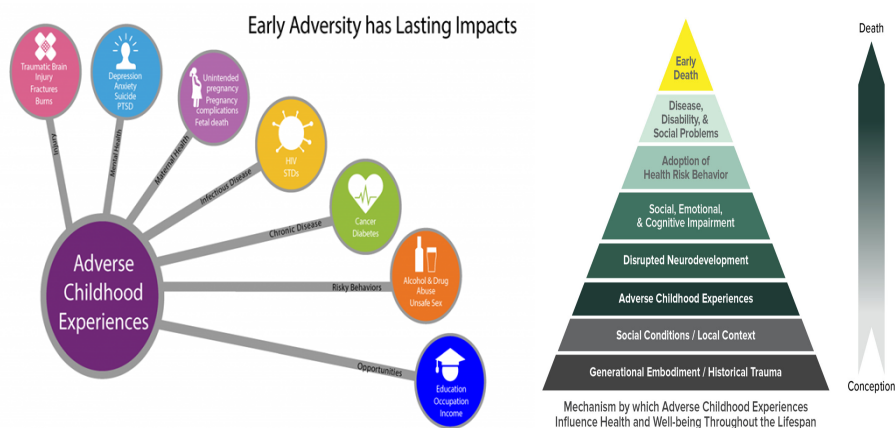 Early Adversity has Lasting Impacts
Traumatic Brain
Injury
Fractures
Burns
Depression
Anxiety
Suicide
PTSD
Unintended
pregnancy
Pregnancy
complications
Fetal death
HIV
STDs
Cancer
Diabetes
Alcohol & Drug
Abuse
Unsafe Sex
Education
Occupation
Income
Injury
Mental Health
Maternal Health
Infectious Disease
Chronic Disease
Risky Behaviors
Opportunities
Adverse
Childhood
Experiences
Early
Death
Disease,
Disability, &
Social Problems
Adoption of
Health Risk Behavior
Social, Emotional,
& Cognitive Impairment
Disrupted Neurodevelopment
Adverse Childhood Experiences
Social Conditions / Local Context
Generational Embodiment / Historical Trauma
Mechanism by which Adverse Childhood Experiences
Influence Health and Well-being Throughout the Lifespan
Death
Conception